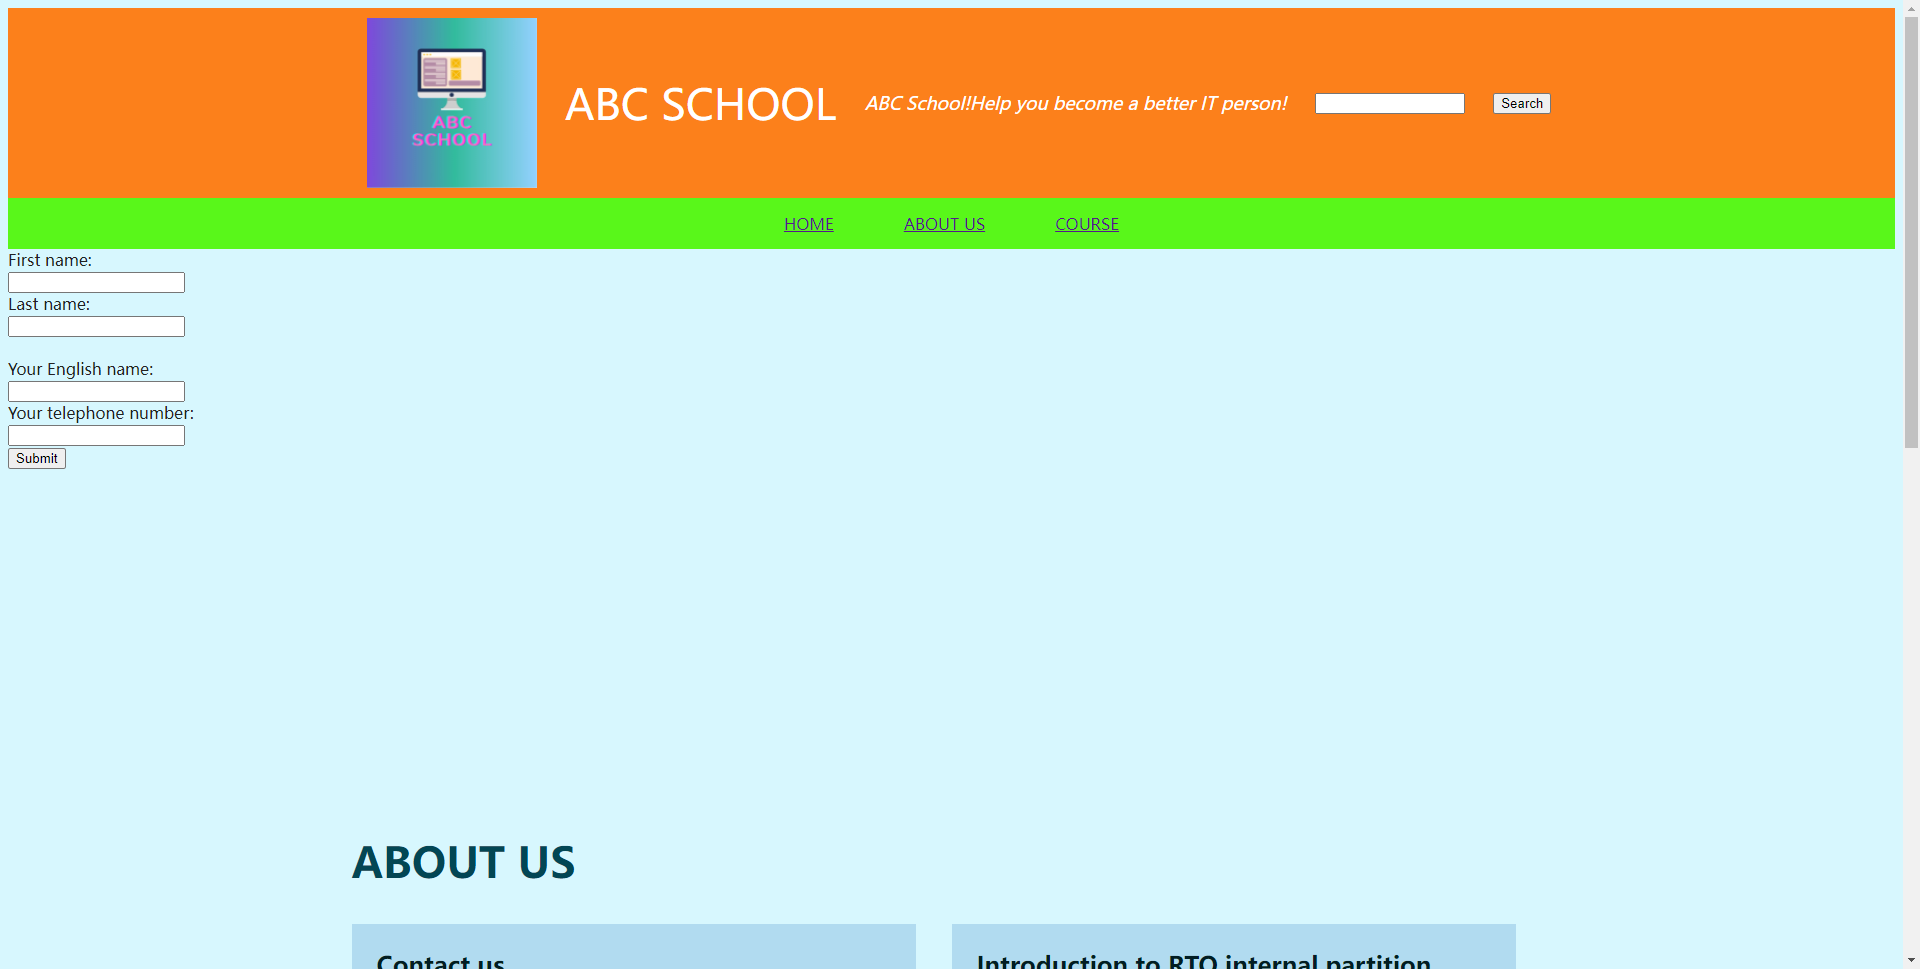 ABC
SCHOOL
ABC SCHOOL
ABC School!Help you become a better IT person!
Search
HOME
ABOUT US
COURSE
First name:
Last name:
Your English name:
Your telephone number:
Submit
ABOUT US
Contact us
Introduction to RTO internal partition